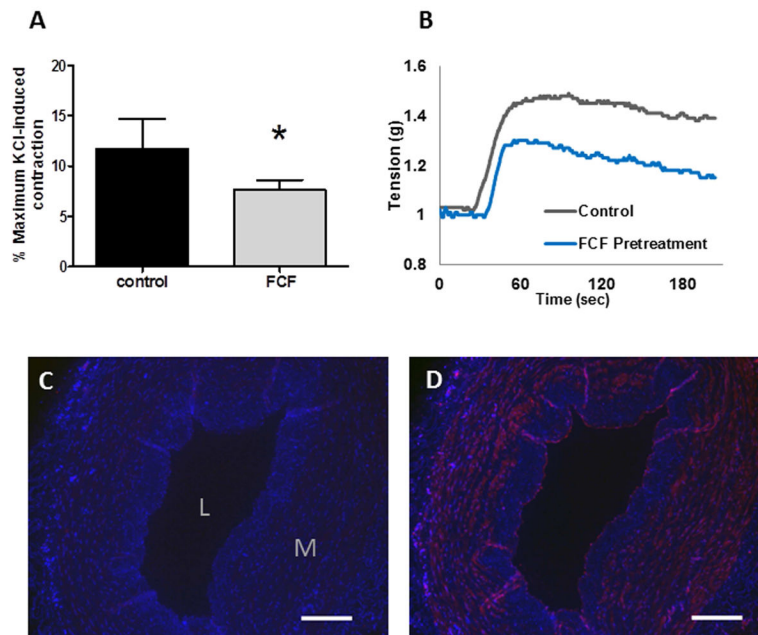 A
% Maximum KCl-Induced
contraction
20
15
10
5
0
*
control
FCF
B
Tension (g)
1.6
1.4
1.2
1
0.8
Control
FCF Pretreatment
0
60
120
180
Time (sec)
C
L
M
D